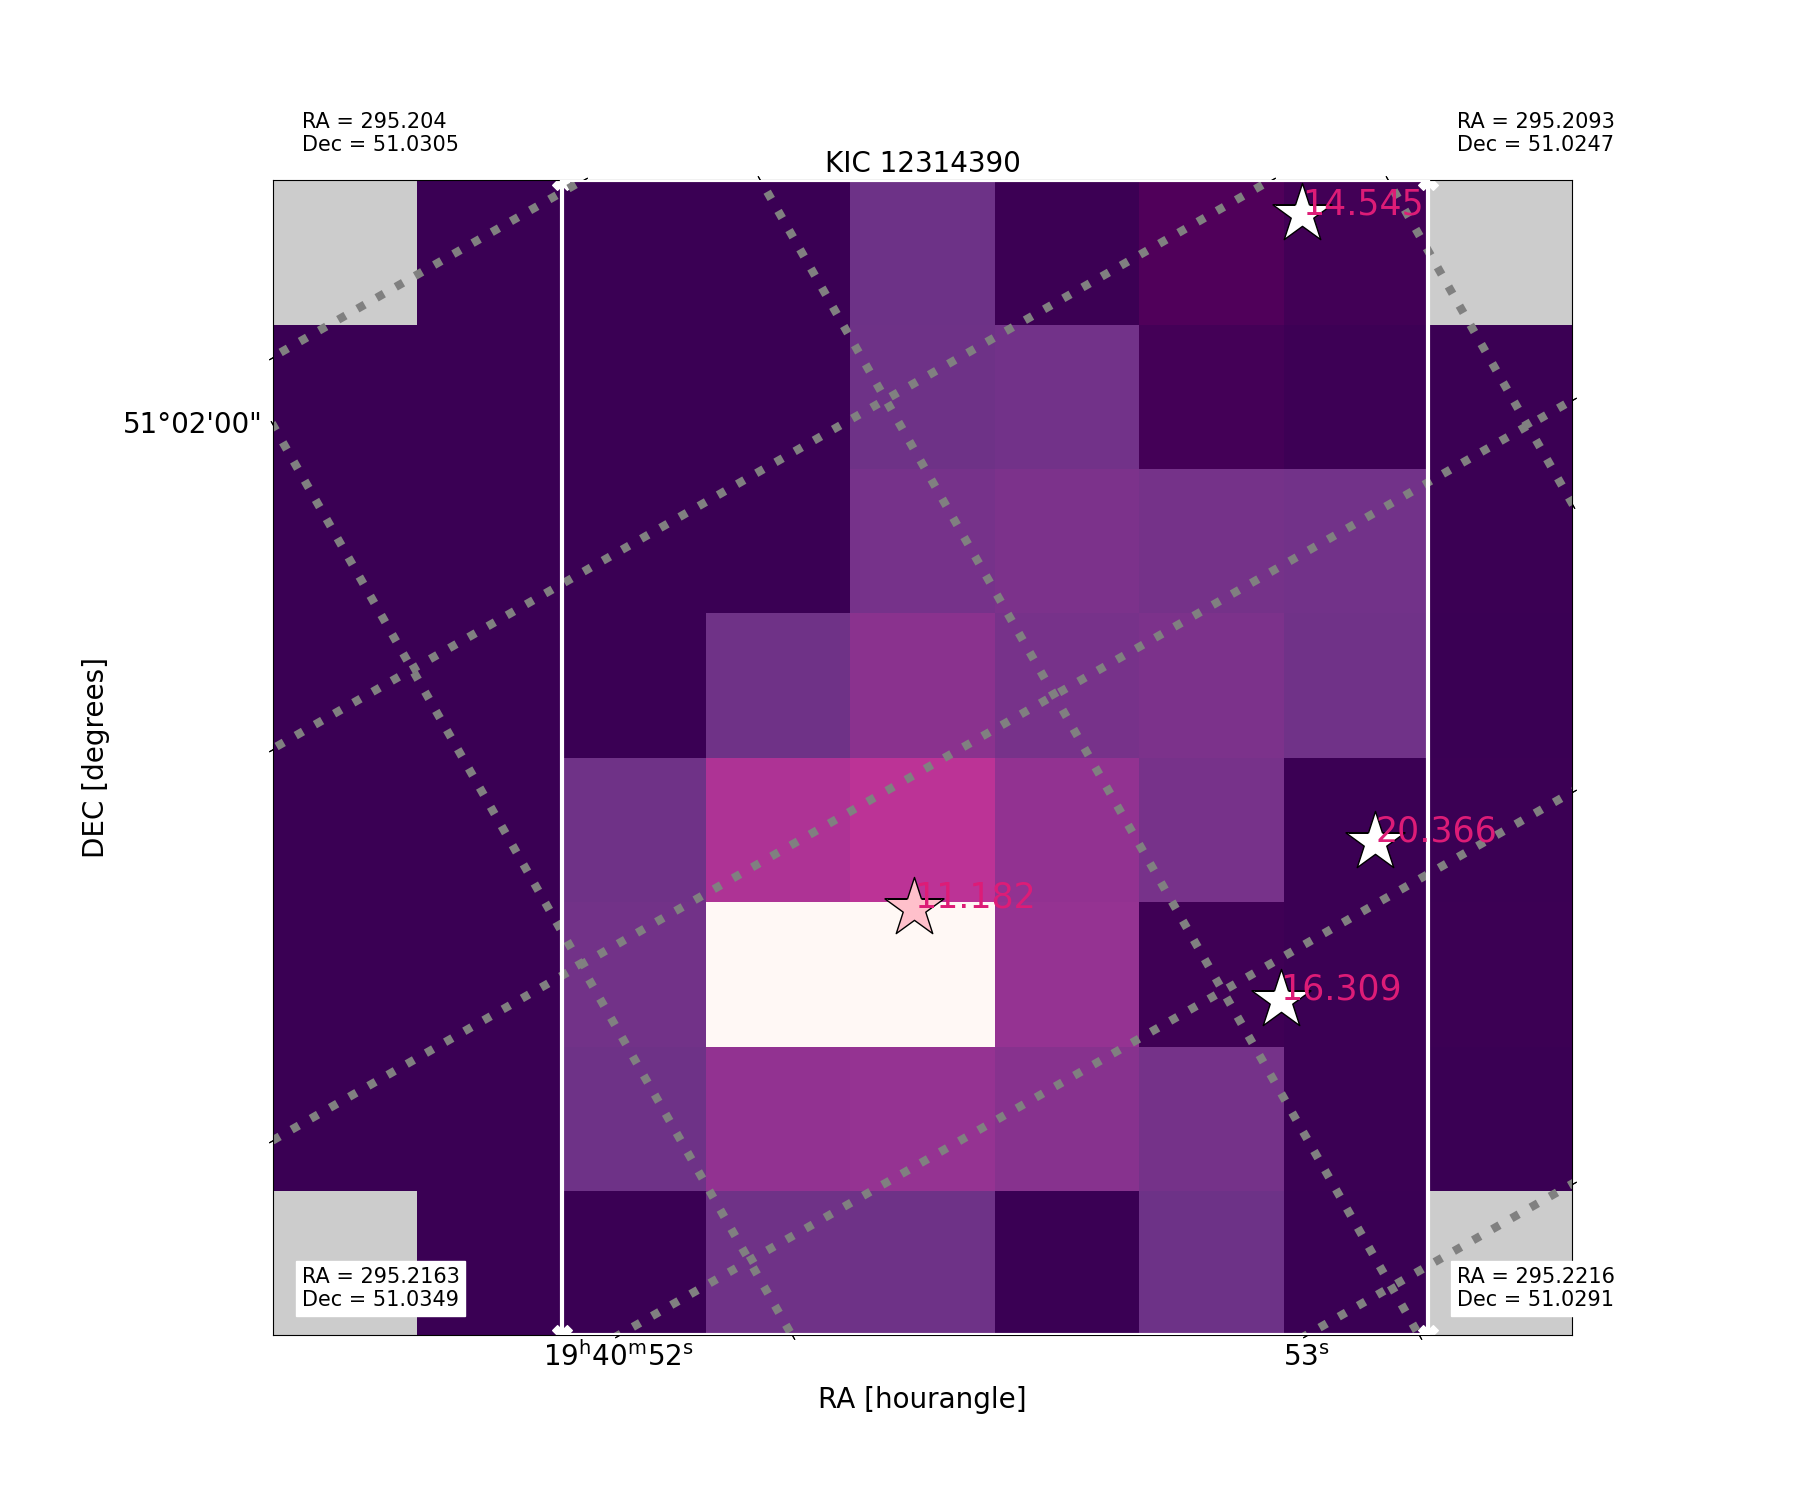 RA = 295.204
Dec = 51.0305
RA = 295.2093
Dec = 51.0247
KIC 12314390
14.545
51°02'00"
20.366
11.182
16.309
DEC [degrees]
RA = 295.2163
Dec = 51.0349
RA = 295.2216
Dec = 51.0291
19h40m52s
53s
RA [hourangle]